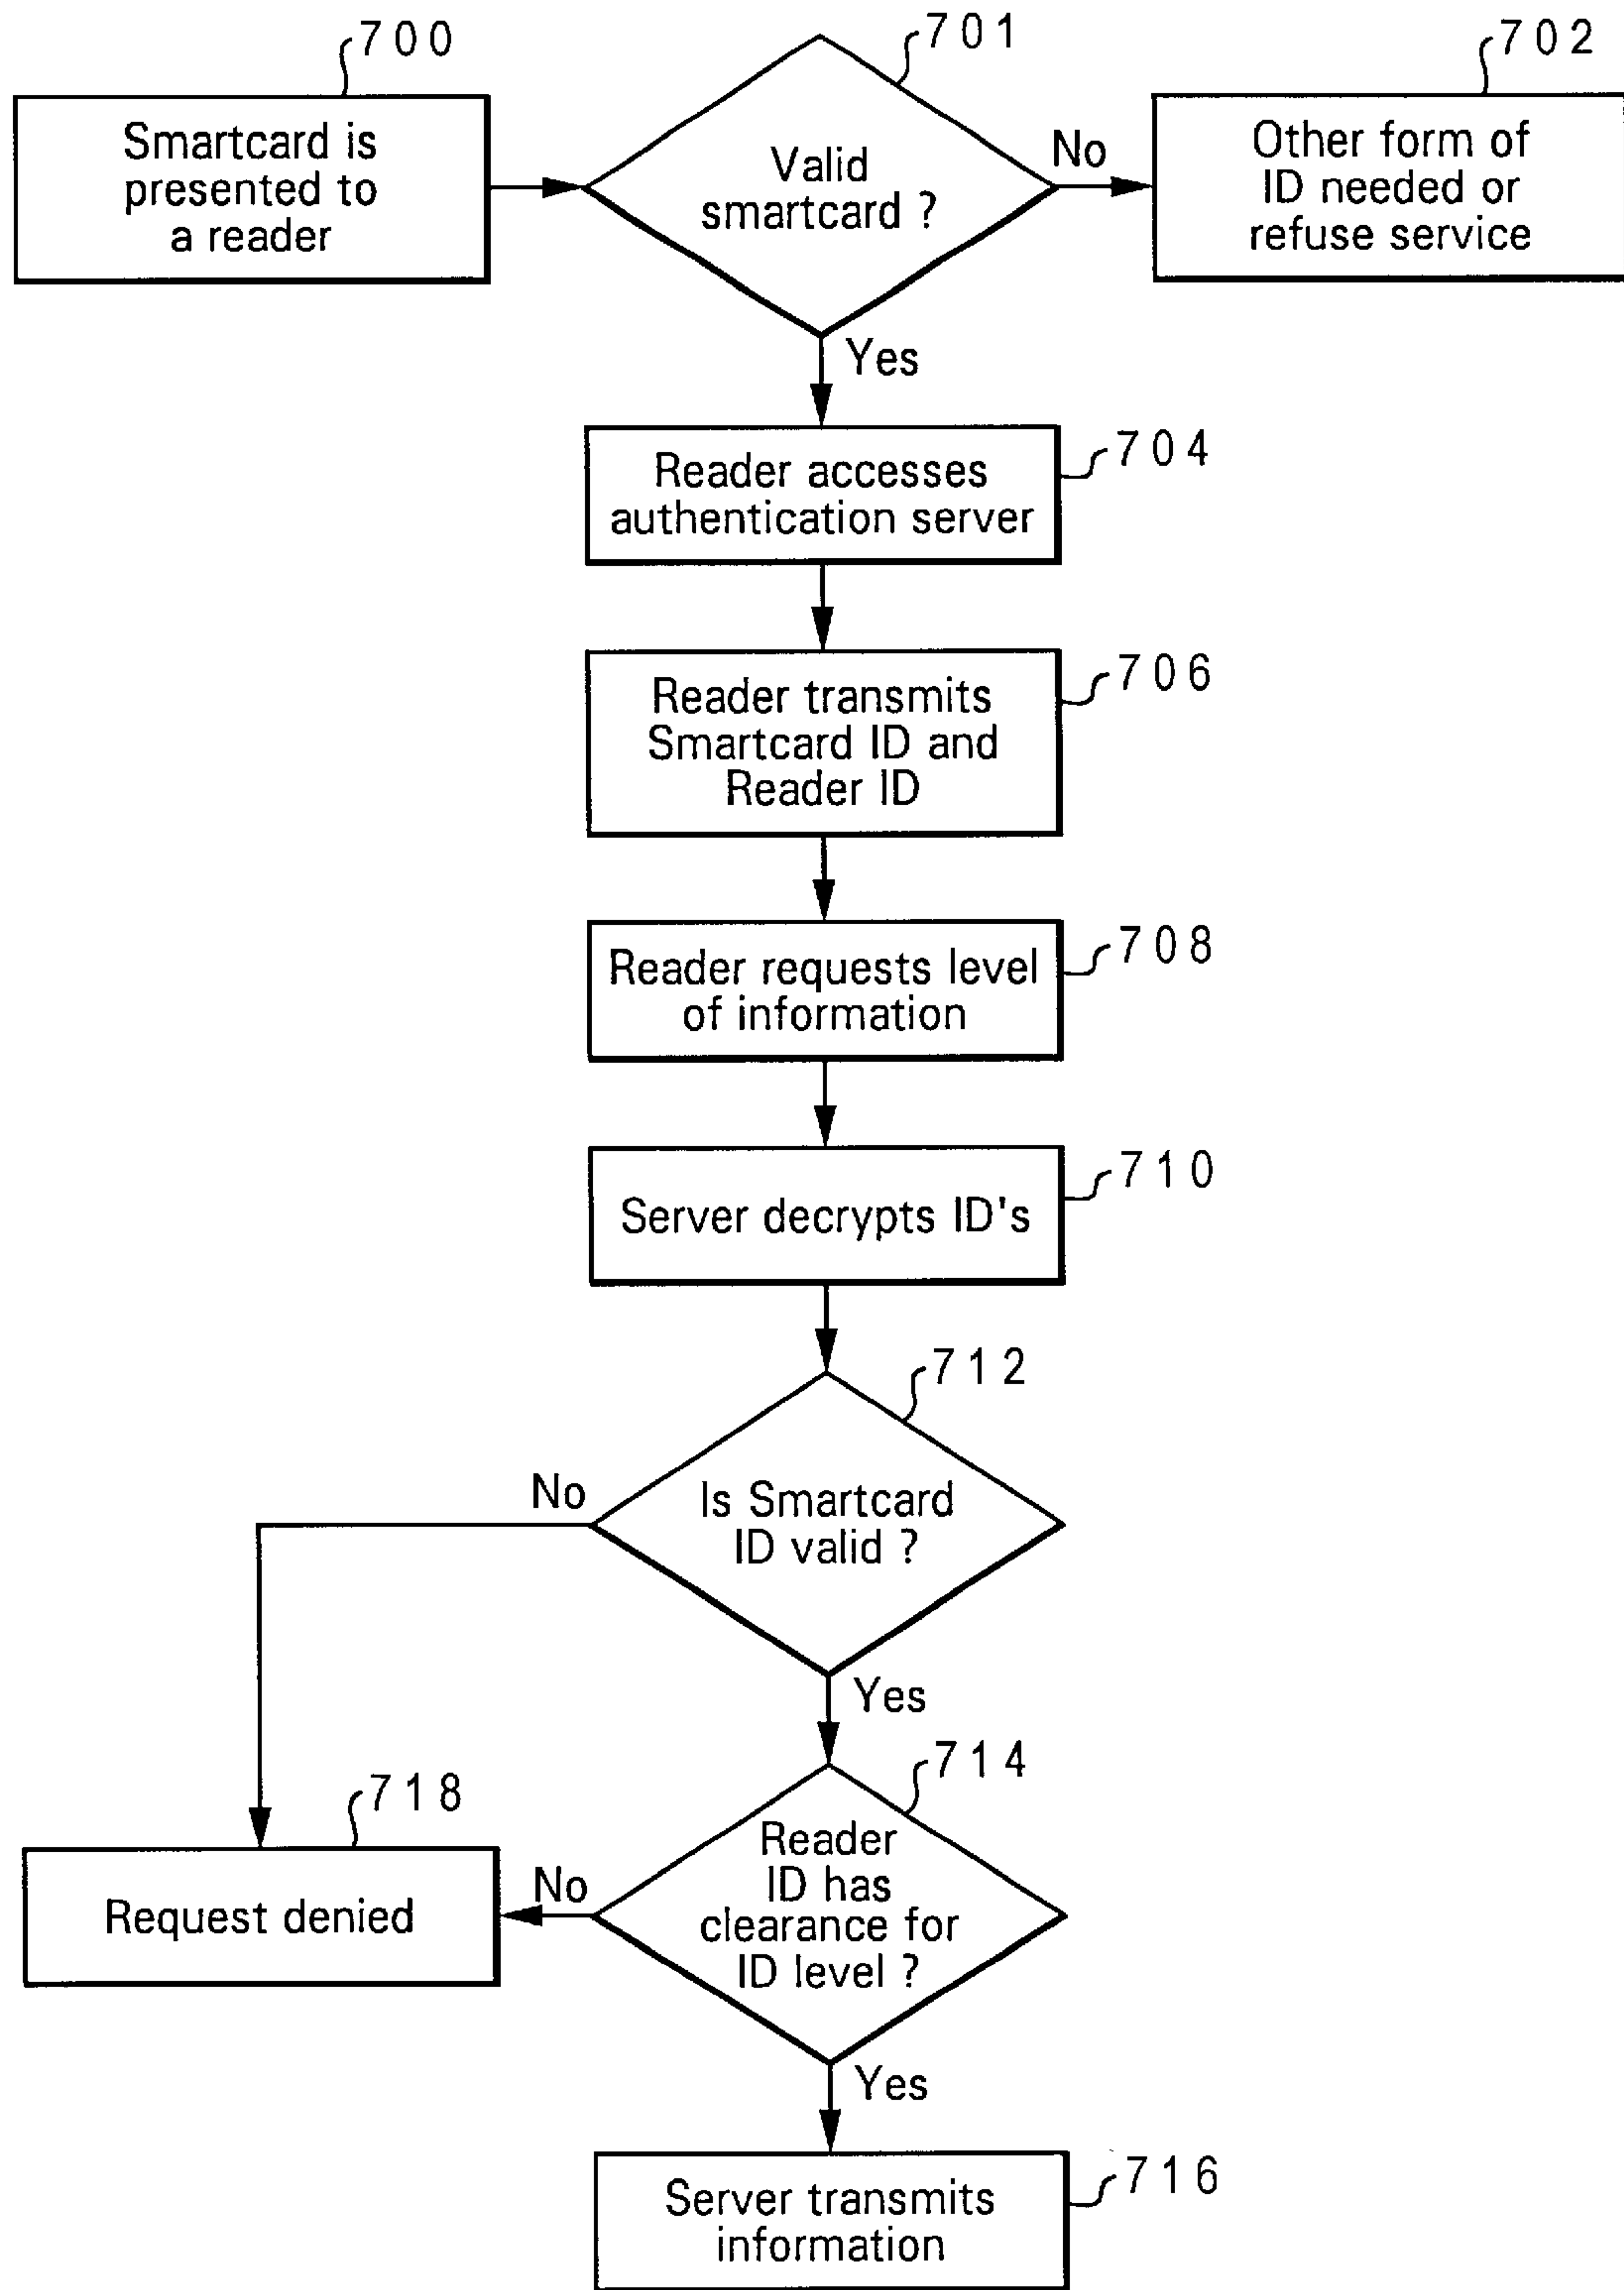 700
Smartcard is
presented to
a reader
701
Valid
smartcard ?
No
702
Other form of
ID needed or
refuse service
Yes
704
Reader accesses
authentication server
706
Reader transmits
Smartcard ID and
Reader ID
708
Reader requests level
of information
710
Server decrypts ID's
712
Is Smartcard
ID valid ?
No
Yes
714
Reader
ID has
clearance for
ID level ?
No
718
Request denied
Yes
716
Server transmits
information